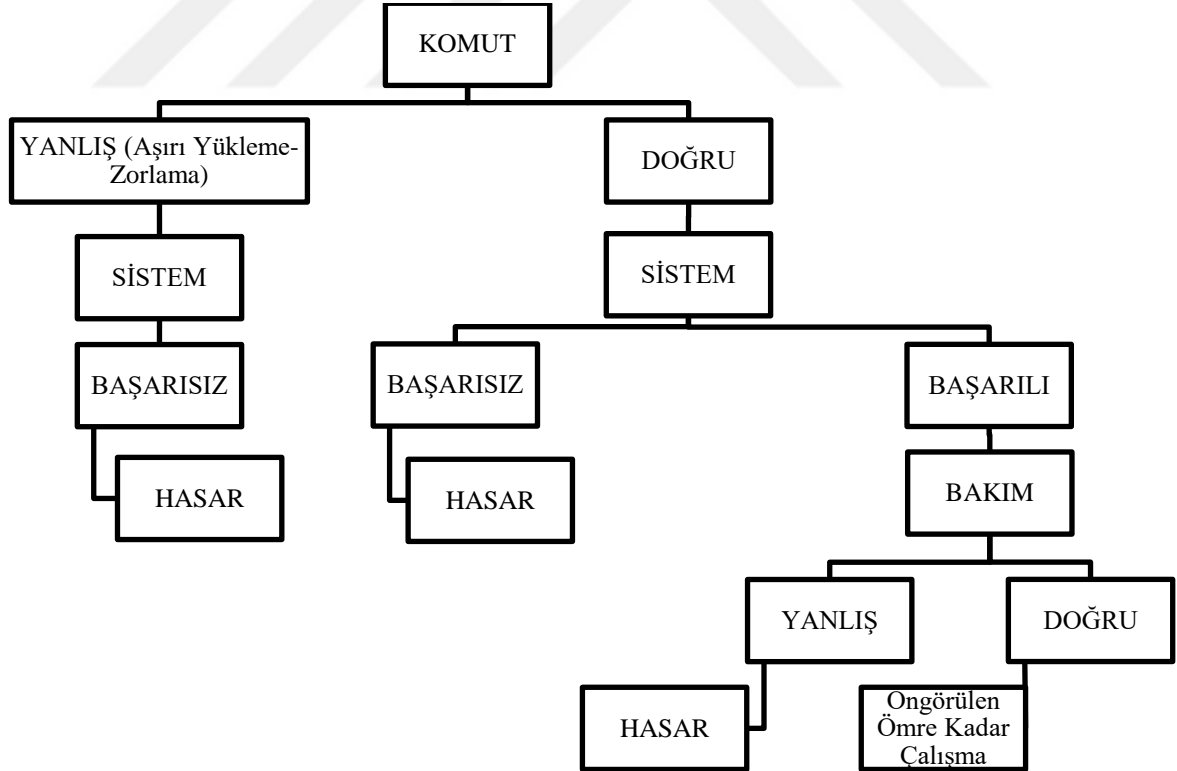 KOMUT
YANLIŞ (Aşırı Yükleme-
Zorlama)
DOĞRU
SİSTEM
SİSTEM
BAŞARISIZ
BAŞARISIZ
BAŞARILI
HASAR
HASAR
BAKIM
YANLIŞ
DOĞRU
HASAR
Ongörülen
Ömre Kadar
Çalışma